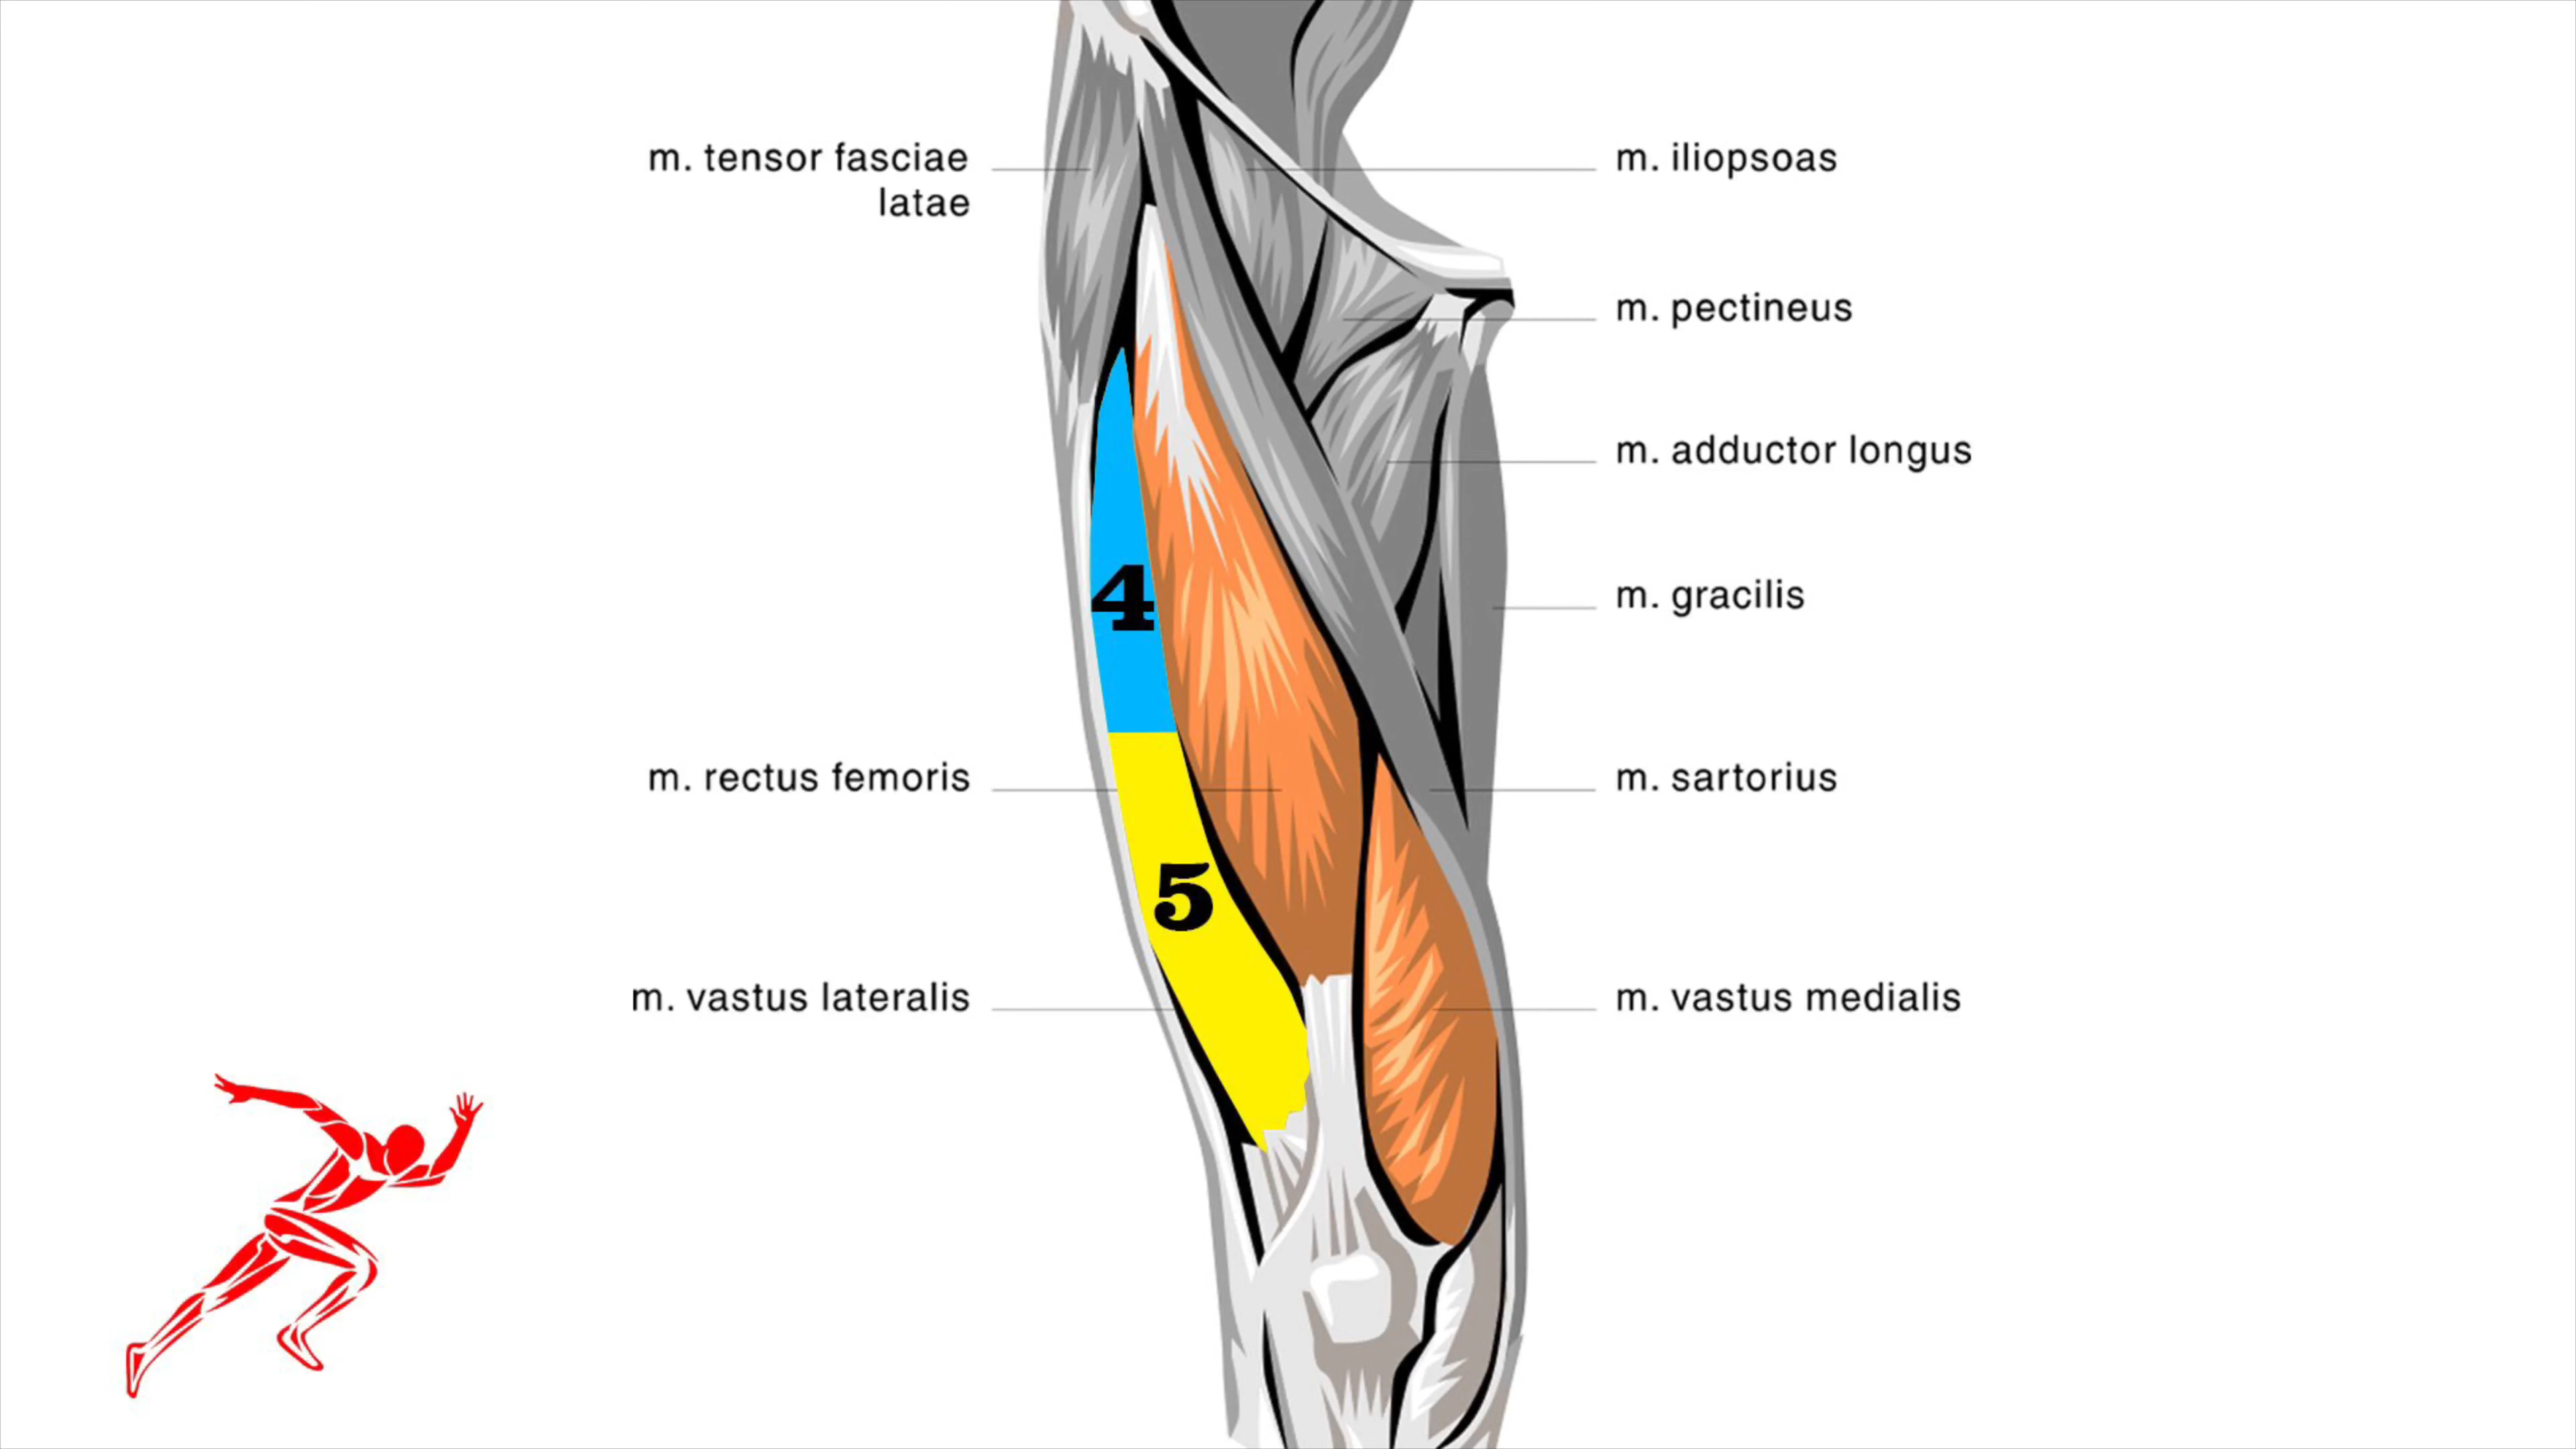 m. tensor fasciae
latae
m. iliopsoas
m. pectineus
m. adductor longus
4
m. gracilis
m. rectus femoris
m. sartorius
5
m. vastus lateralis
m. vastus medialis